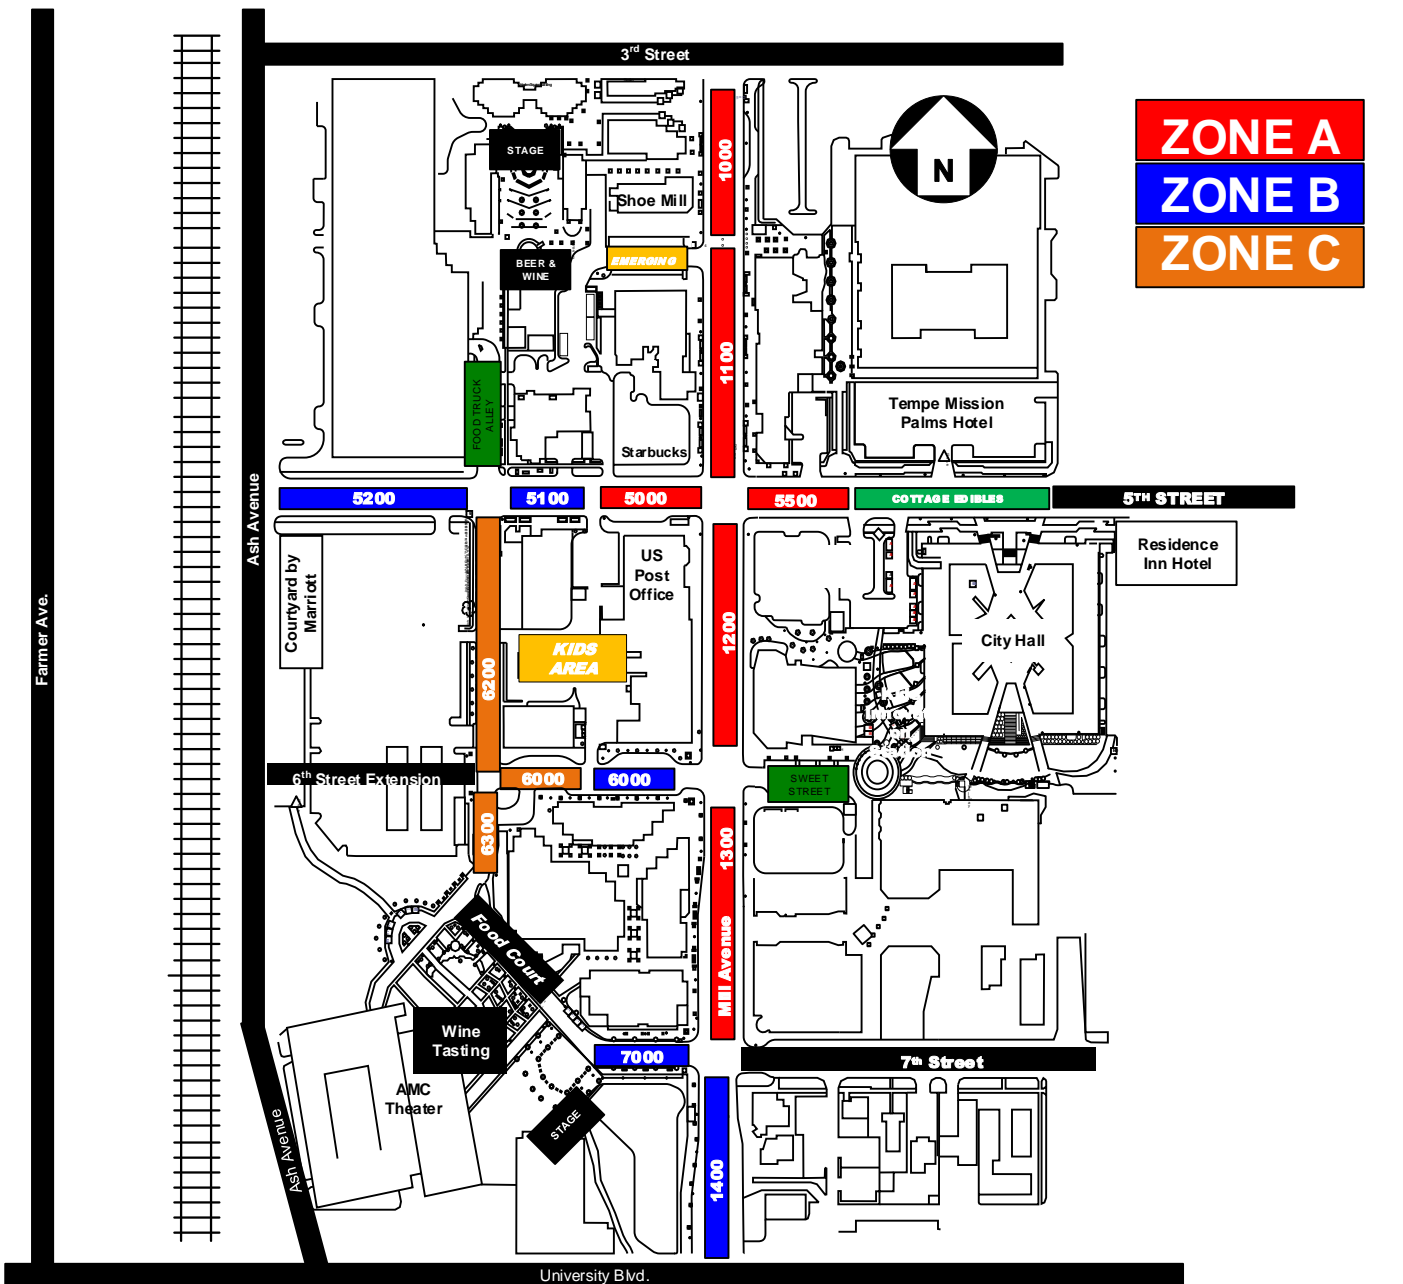 3rd Street
ZONE A
ZONE B
ZONE C
N
STAGE
1000
Shoe Mill
BEER &
WINE
EMERGING
1100
FOOD TRUCK
ALLEY
Tempe Mission
Palms Hotel
Starbucks
Ash Avenue
5200
5100
5000
5500
COTTAGE EDIBLES
5TH STREET
Courtyard by
Marriott
US
Post
Office
Residence
Inn Hotel
Farmer Ave.
1200
City Hall
KIDS
AREA
6200
6th Street Extension
6000
6000
SWEET
STREET
6300
1300
Mill Avenue
Food Court
Wine
Tasting
7000
7th Street
AMC
Theater
STAGE
Ash Avenue
1400
University Blvd.